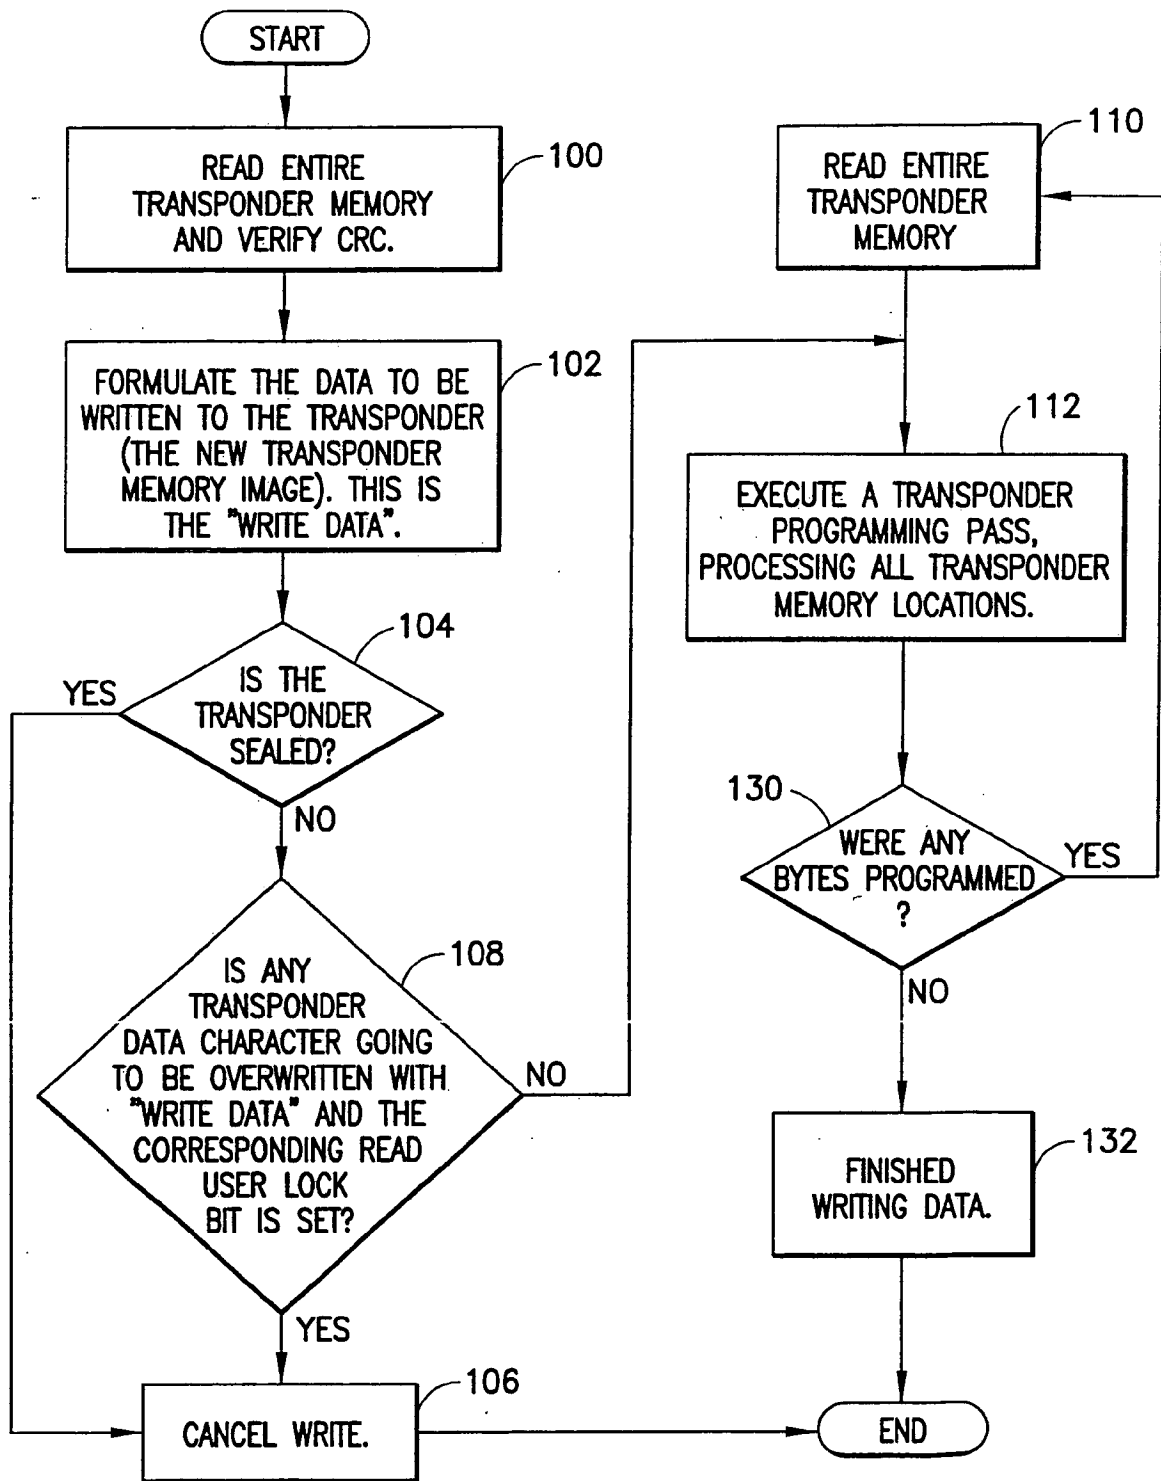 START
READ ENTIRE
TRANSPONDER MEMORY
AND VERIFY CRC.
100
FORMULATE THE DATA TO BE
WRITTEN TO THE TRANSPONDER
(THE NEW TRANSPONDER
MEMORY IMAGE). THIS IS
THE "WRITE DATA".
102
IS THE
TRANSPONDER
SEALED?
104
YES
NO
IS ANY
TRANSPONDER
DATA CHARACTER GOING
TO BE OVERWRITTEN WITH
"WRITE DATA" AND THE
CORRESPONDING READ
USER LOCK
BIT IS SET?
108
NO
YES
CANCEL WRITE.
106
READ ENTIRE
TRANSPONDER
MEMORY
110
EXECUTE A TRANSPONDER
PROGRAMMING PASS,
PROCESSING ALL TRANSPONDER
MEMORY LOCATIONS.
112
WERE ANY
BYTES PROGRAMMED
?
130
YES
NO
FINISHED
WRITING DATA.
132
END